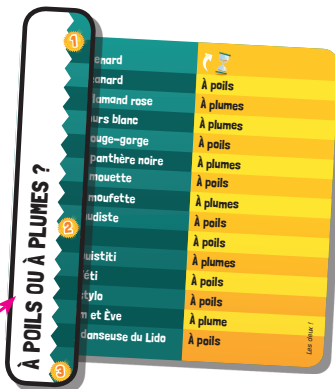 À POILS OU À PLUMES ?
1
2
3
enard
anard À poils
lamand rose À plumes
urs blanc À plumes
ouge-gorge À poils
panthère noire À plumes
mouette À poils
moufette À plumes
udiste À poils
À poils
uistiti À plumes
éti À poils
tylo À poils
et Ève À plume
danseuse du Lido À poils
Les deux !